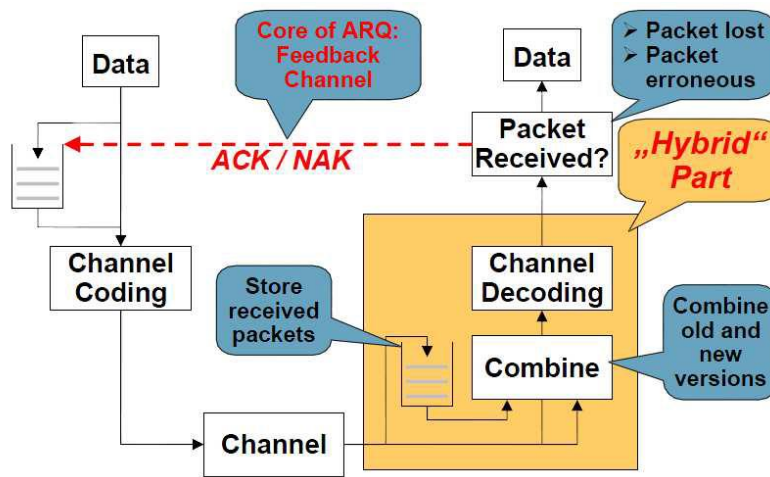 Core of ARQ:
Feedback
Channel
Data
Data
➢ Packet lost
➢ Packet
erroneous
Packet
Received?
ACK / NAK
„Hybrid“
Part
Channel
Coding
Store
received
packets
Channel
Decoding
Combine
old and
new
versions
Combine
Channel